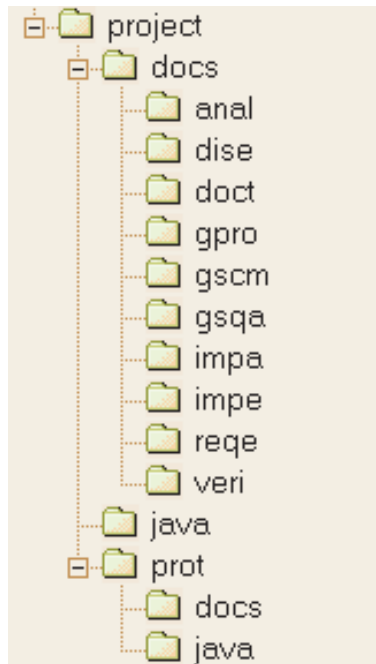 project
docs
anal
dise
doct
gpro
gscm
gsqa
impa
impe
reqe
veri
java
prot
docs
java